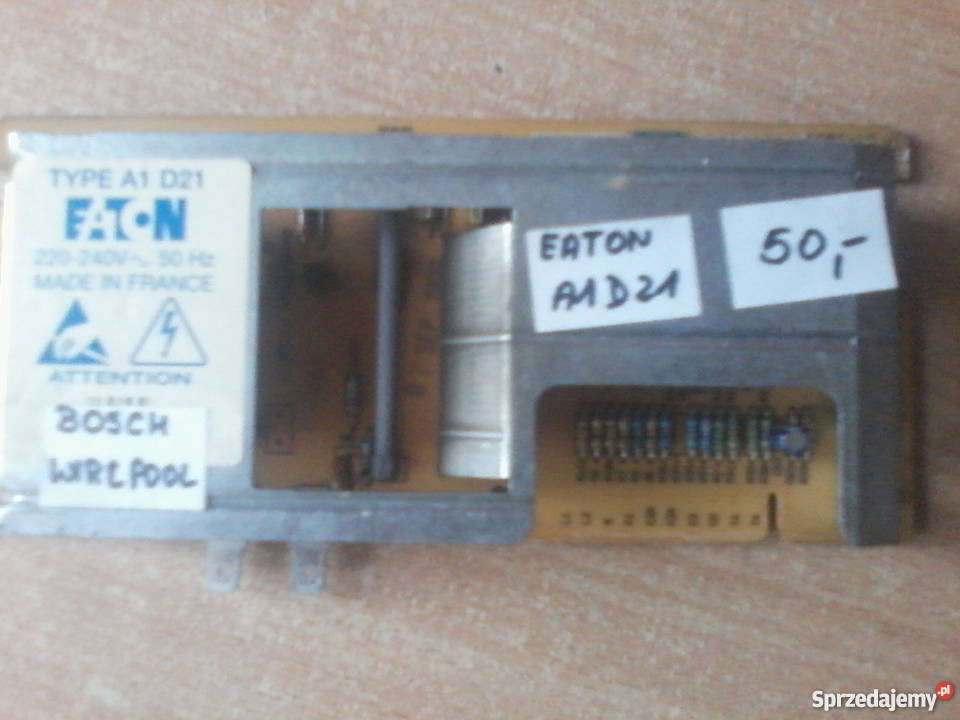 TYPE A1 D21
EATON
220-240V~ 50 Hz
MADE IN FRANCE
ATTENTION
BOSCH
WIRLPOOL
EATON
A1D21
50,-
Sprzedajemy.pl